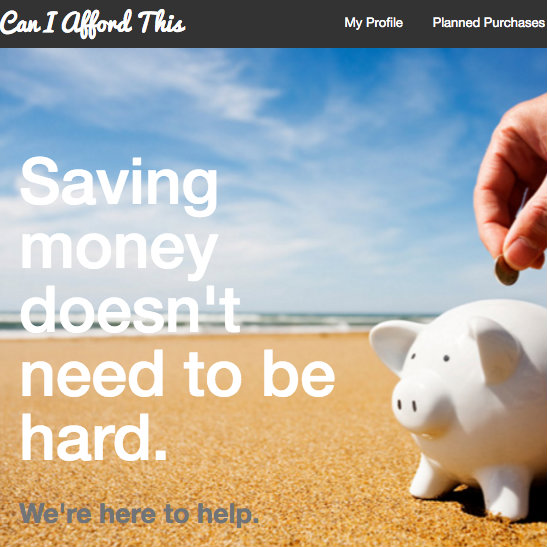 Can I Afford This
My Profile
Planned Purchases
Saving
money
doesn't
need to be
hard.
We're here to help.